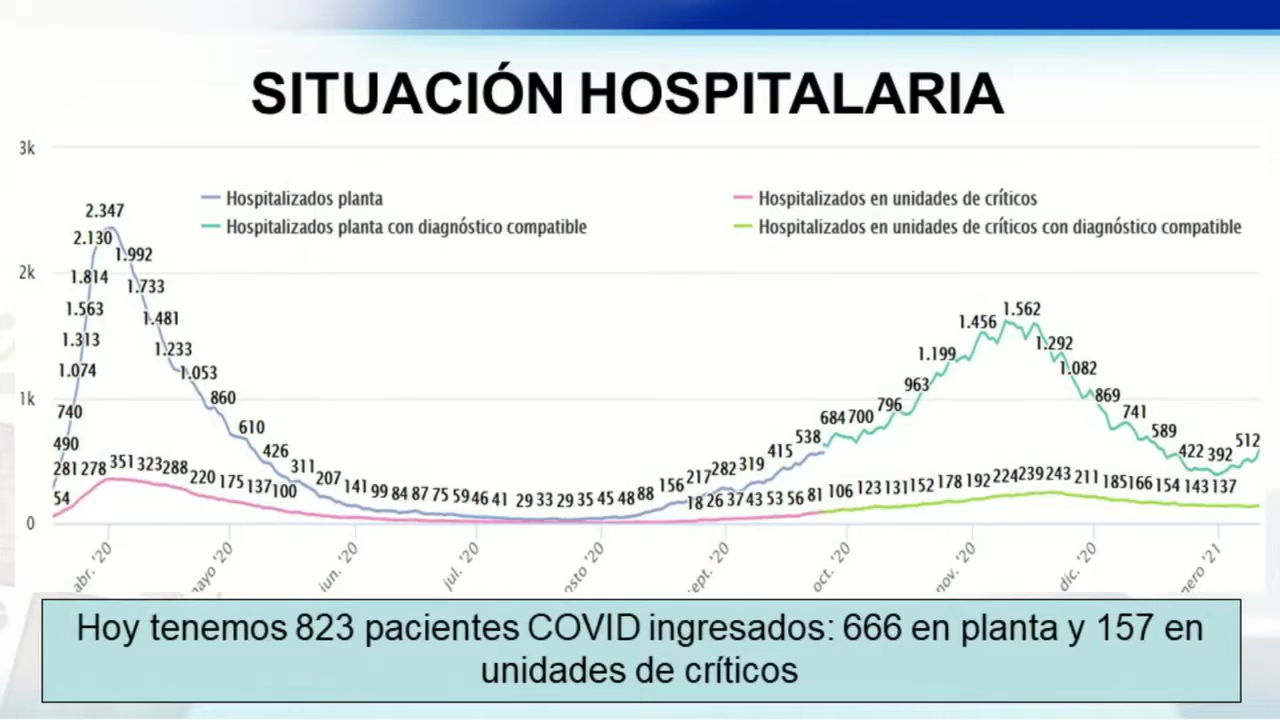 SITUACIÓN HOSPITALARIA
3k
Hospitalizados planta
Hospitalizados en unidades de críticos
Hospitalizados planta con diagnóstico compatible
Hospitalizados en unidades de críticos con diagnóstico compatible
2.347
2.130
1.992
2k
1.814
1.733
1.563
1.481
1.562
1.456
1.313
1.233
1.292
1.199
1.074
1.053
1.082
1k
963
860
869
740
796
741
684 700
610
589
490
426
415
538
422 392
512
281 278 351 323 288 220 175 137 100
311 207 141 99 84 87 75 59 46 41 29 33 29 35 45 48 88 156 217 282 319
54
18 26 37 43 53 56 81 106 123 131 152 178 192 224 239 243 211 185 166 154 143 137
0
abr. '20
ayo '20
jun. '20
jul. '20
osto '20
ept. '20
oct. '20
nov. '20
dic. '20
nero '21
Hoy tenemos 823 pacientes COVID ingresados: 666 en planta y 157 en
unidades de críticos